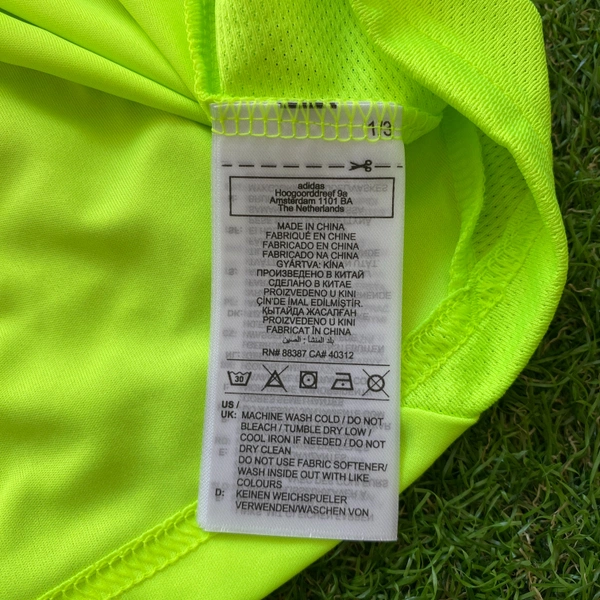 1/3
adidas
Hoogoorddreef 9a
Amsterdam 1101 BA
The Netherlands
MADE IN CHINA
FABRIQUÉ EN CHINE
FABRICADO EN CHINA
FABRICADO NA CHINA
GYÁRTVA: KÍNA
ПРОИЗВЕДЕНО В КИТАЙ
СДЕЛАНО В КИТАЕ
PROIZVEDENO U KINI
ÇİN'DE İMAL EDİLMİŞTİR.
ҚЫТАЙДА ЖАСАЛҒАН
PROIZVEDENO U KINI
FABRICAT ÎN CHINA
بلد المنشأ : الصين
RN# 88387 CA# 40312
30
US /
UK: MACHINE WASH COLD / DO NOT
BLEACH / TUMBLE DRY LOW /
COOL IRON IF NEEDED / DO NOT
DRY CLEAN
DO NOT USE FABRIC SOFTENER/
WASH INSIDE OUT WITH LIKE
COLOURS
D: KEINEN WEICHSPUELER
VERWENDEN/WASCHEN VON